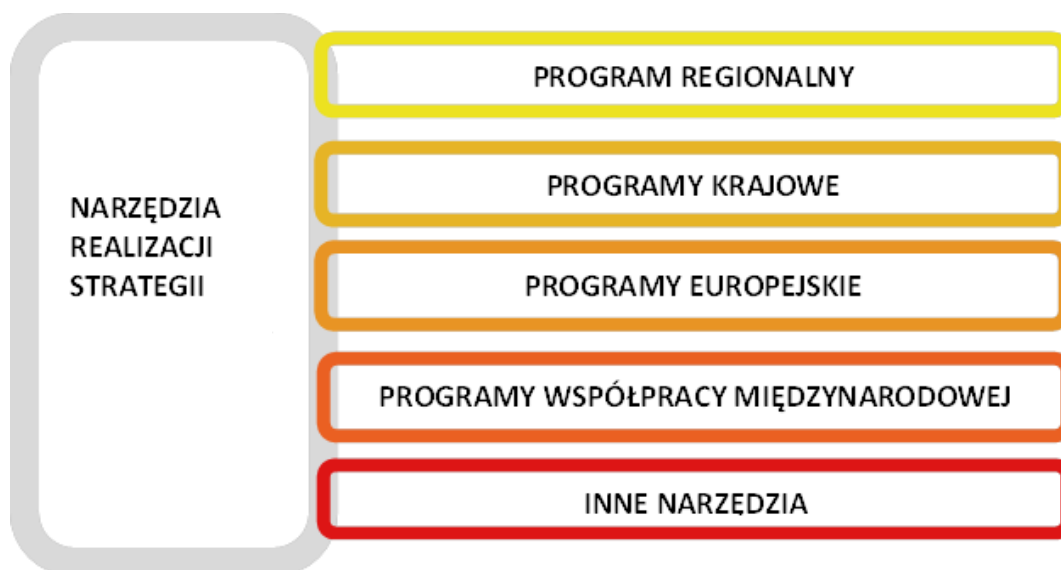 NARZĘDZIA
REALIZACJI
STRATEGII
PROGRAM REGIONALNY
PROGRAMY KRAJOWE
PROGRAMY EUROPEJSKIE
PROGRAMY WSPÓŁPRACY MIĘDZYNARODOWEJ
INNE NARZĘDZIA